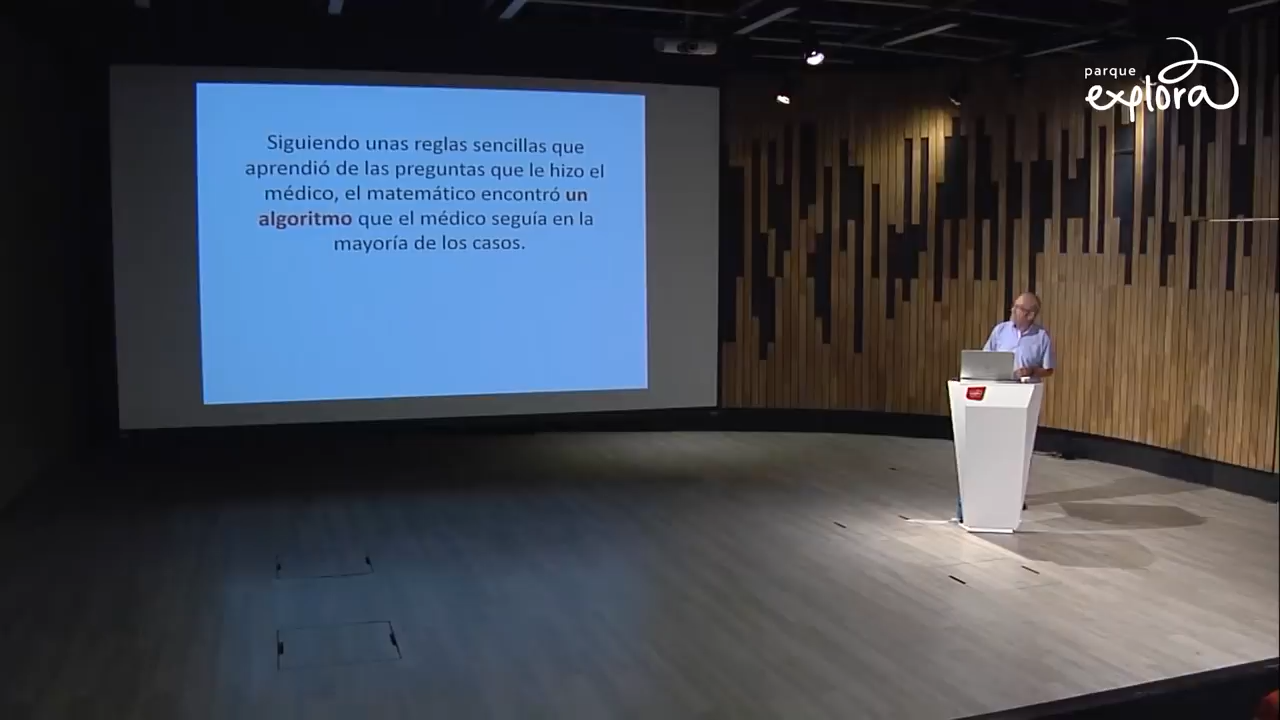 parque
explora
Siguiendo unas reglas sencillas que
aprendió de las preguntas que le hizo el
médico, el matemático encontró un
algoritmo que el médico seguía en la
mayoría de los casos.